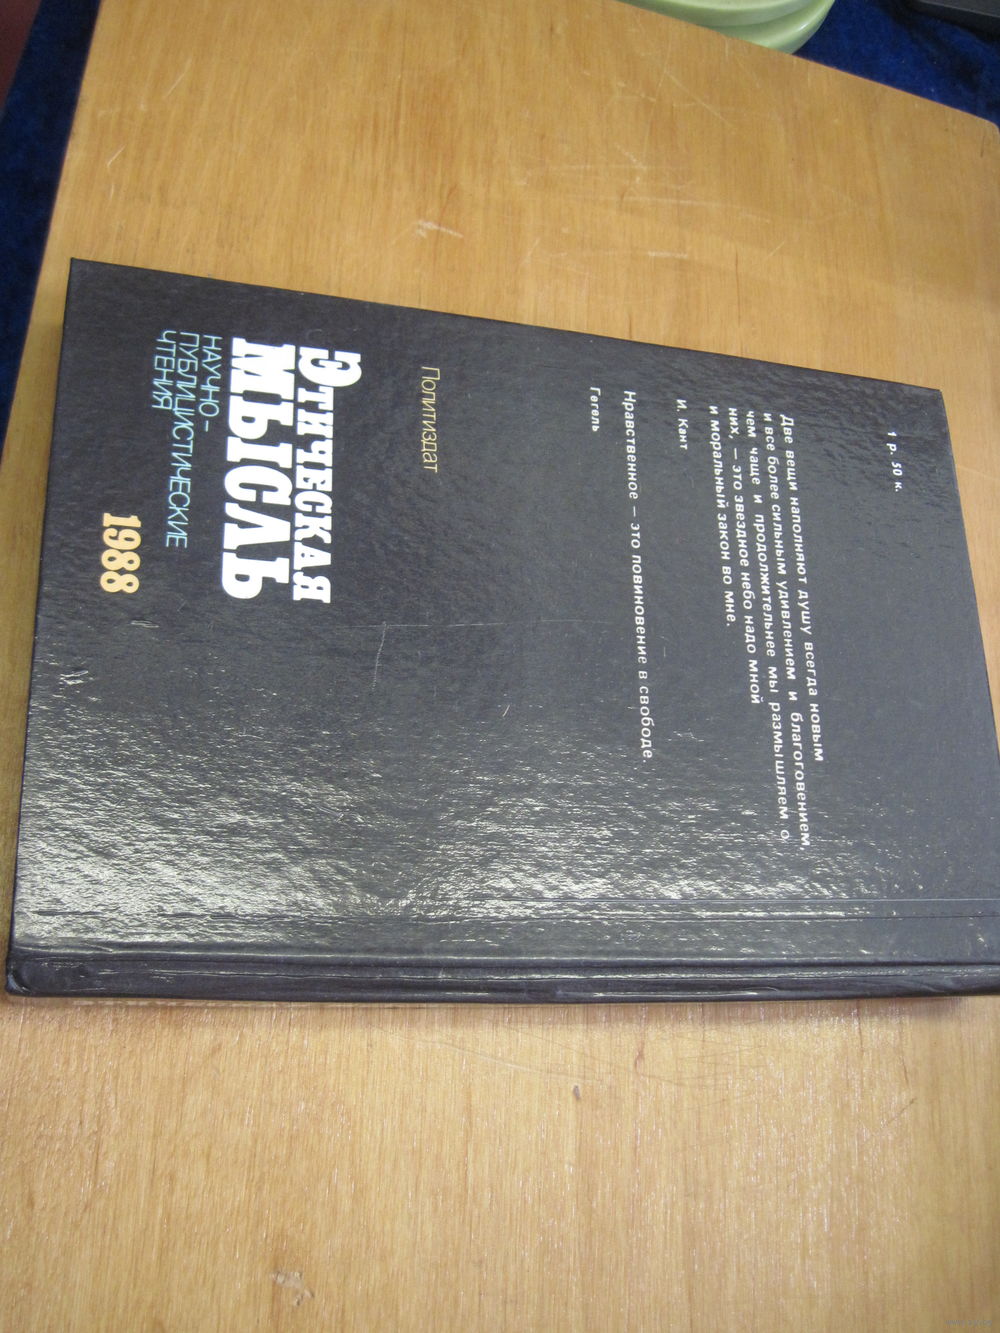 1 р. 50 к.
Две вещи наполняют душу всегда новым
и все более сильным удивлением и благоговением,
чем чаще и продолжительнее мы размышляем о
них, — это звездное небо надо мной
и моральный закон во мне.
И. Кант
Нравственное — это повиновение в свободе.
Гегель
Политиздат
ЭТИЧЕСКАЯ
МЫСЛЬ
НАУЧНО–
ПУБЛИЦИСТИЧЕСКИЕ
ЧТЕНИЯ
1988